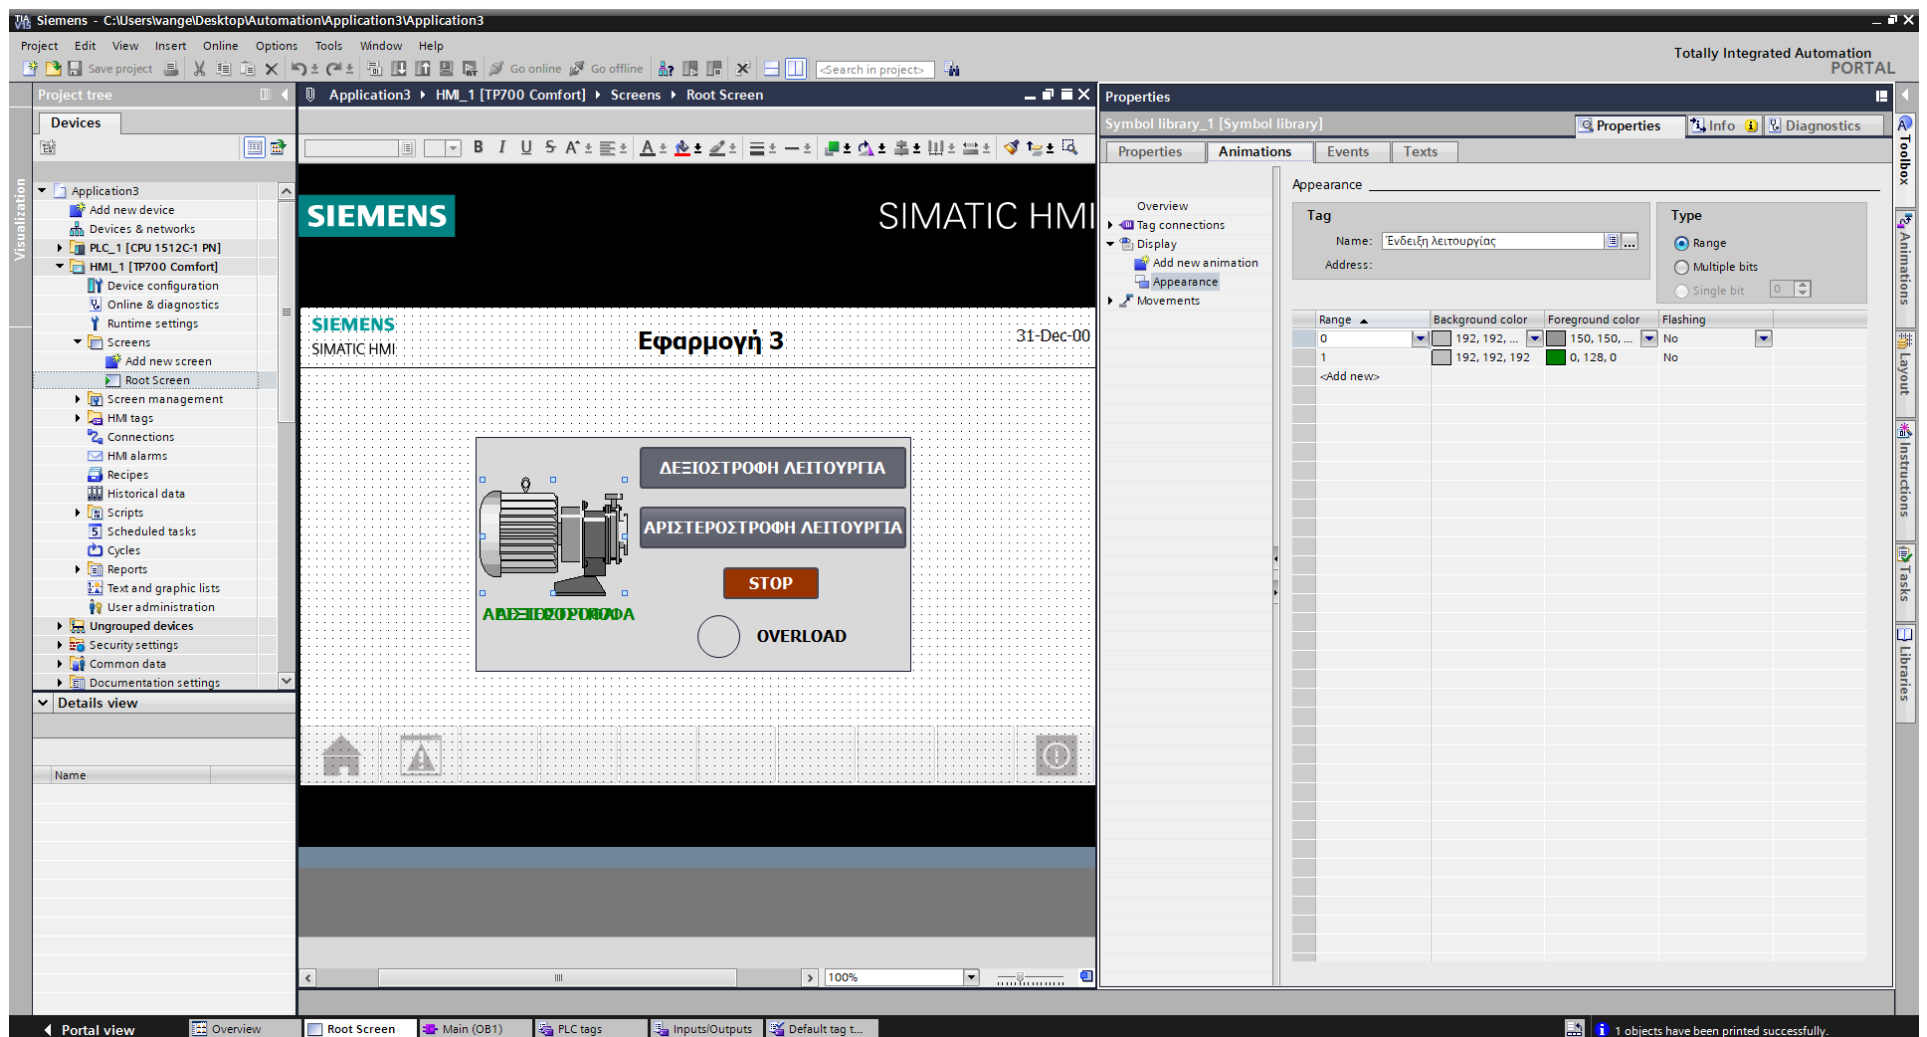 Siemens - C:\Users\vange\Desktop\Automation\Application3\Application3
Project Edit View Insert Online Options Tools Window Help
Totally Integrated Automation
PORTAL
Save project Go online Go offline <Search in project>
Project tree
Devices
Visualization
Application3
Add new device
Devices & networks
PLC_1 [CPU 1512C-1 PN]
HMI_1 [TP700 Comfort]
Device configuration
Online & diagnostics
Runtime settings
Screens
Add new screen
Root Screen
Screen management
HMI tags
Connections
HMI alarms
Recipes
Historical data
Scripts
Scheduled tasks
Cycles
Reports
Text and graphic lists
User administration
Ungrouped devices
Security settings
Common data
Documentation settings
Details view
Name
Application3 HMI_1 [TP700 Comfort] Screens Root Screen
B I U S A
SIEMENS SIMATIC HMI
SIEMENS
SIMATIC HMI
Εφαρμογή 3
31-Dec-00
ΔΕΞΙΟΣΤΡΟΦΗ ΛΕΙΤΟΥΡΓΙΑ
ΑΡΙΣΤΕΡΟΣΤΡΟΦΗ ΛΕΙΤΟΥΡΓΙΑ
STOP
OVERLOAD
100%
Properties
Symbol library_1 [Symbol library]
Properties Info Diagnostics
Properties Animations Events Texts
Overview
Tag connections
Display
Add new animation
Appearance
Movements
Appearance
Tag
Name: Ένδειξη λειτουργίας
Address:
Type
Range
Multiple bits
Single bit 0
Range Background color Foreground color Flashing
0 192, 192, ... 150, 150, ... No
1 192, 192, 192 0, 128, 0 No
<Add new>
Toolbox
Animations
Layout
Instructions
Tasks
Libraries
Portal view Overview Root Screen Main (OB1) PLC tags Inputs/Outputs Default tag t...
1 objects have been printed successfully.